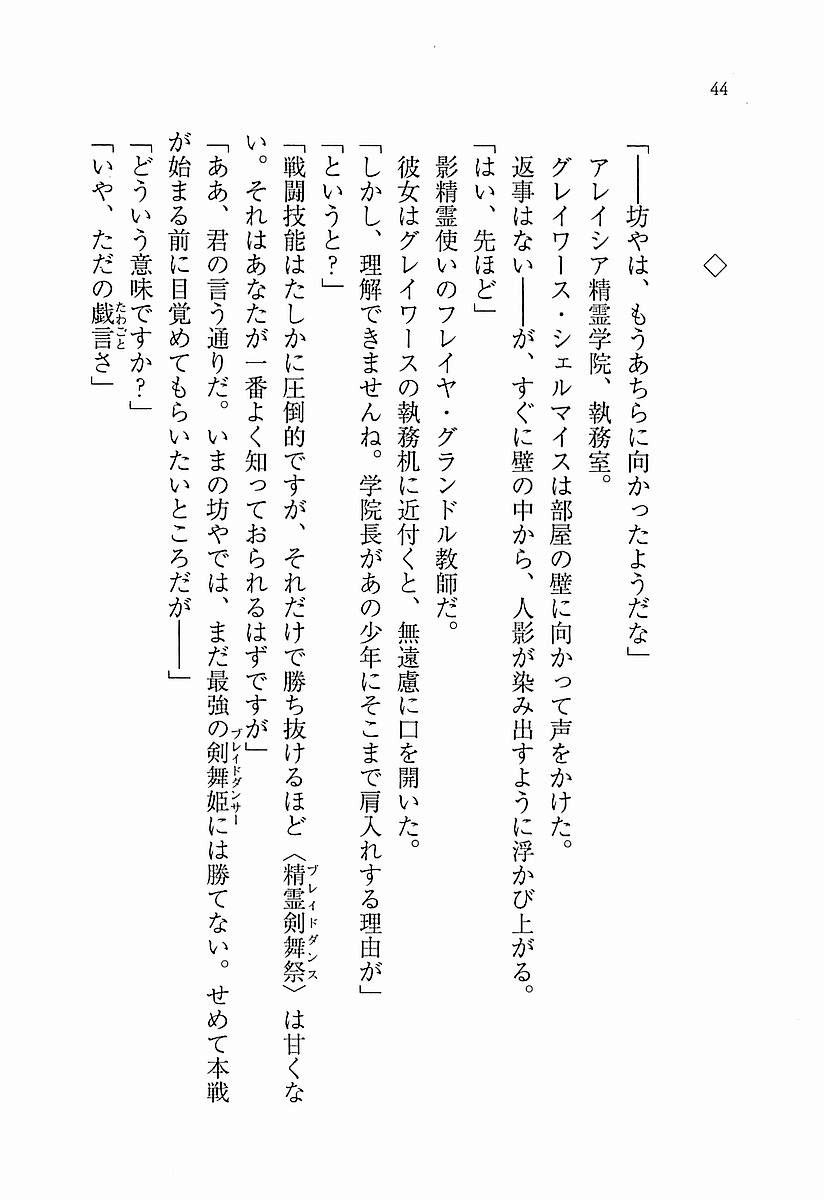 44
◇
「――坊やは、もうあちらに向かったようだな」
アレイシア精霊学院、執務室。
グレイワース・シェルマイスは部屋の壁に向かって声をかけた。
返事はない――が、すぐに壁の中から、人影が染み出すように浮かび上がる。
「はい、先ほど」
影精霊使いのフレイヤ・グランドル教師だ。
彼女はグレイワースの執務机に近付くと、無遠慮に口を開いた。
「しかし、理解できませんね。学院長があの少年にそこまで肩入れする理由が」
「というと？」
「戦闘技能はたしかに圧倒的ですが、それだけで勝ち抜けるほど〈精霊剣舞祭〉は甘くな
ブレイドダンス
い。それはあなたが一番よく知っておられるはずですが」
「ああ、君の言う通りだ。いまの坊やでは、まだ最強の剣舞姫には勝てない。せめて本戦
ブレイドダンサー
が始まる前に目覚めてもらいたいところだが――」
「どういう意味ですか？」
「いや、ただの戯言さ」
たわごと